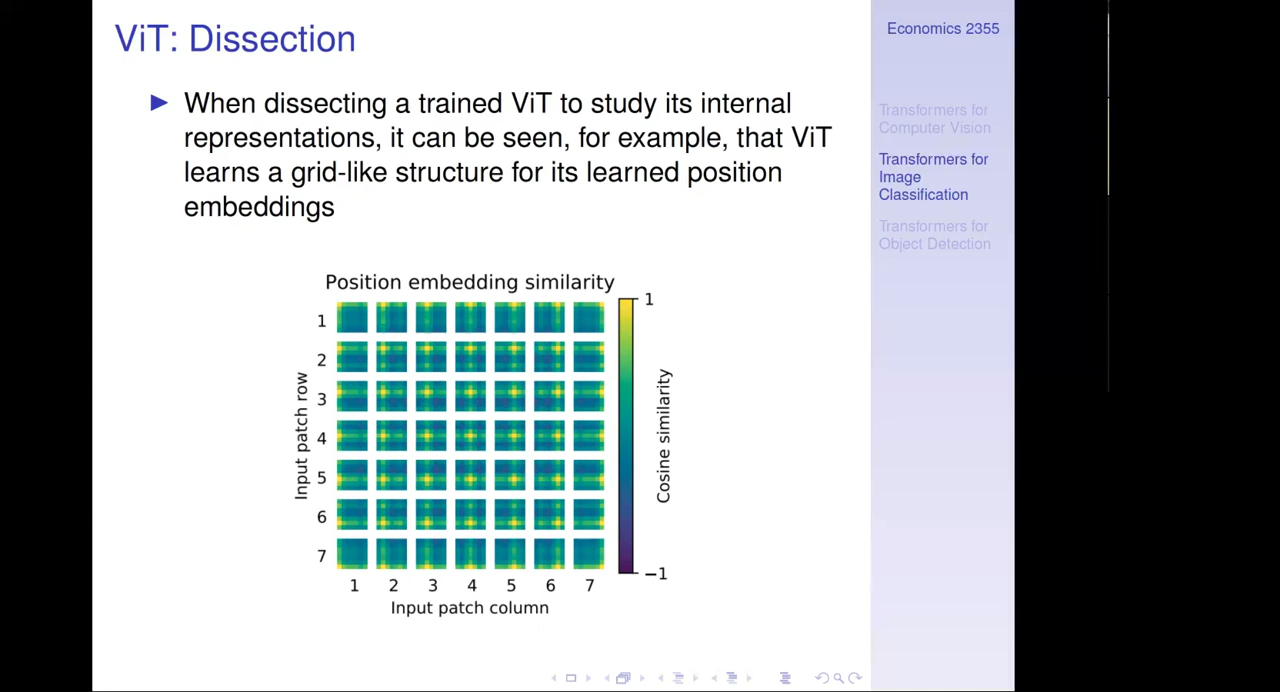 ViT: Dissection
When dissecting a trained ViT to study its internal
representations, it can be seen, for example, that ViT
learns a grid-like structure for its learned position
embeddings
Position embedding similarity
Input patch row
1
2
3
4
5
6
7
1 2 3 4 5 6 7
Input patch column
1
−1
Cosine similarity
Economics 2355
Transformers for
Computer Vision
Transformers for
Image
Classification
Transformers for
Object Detection